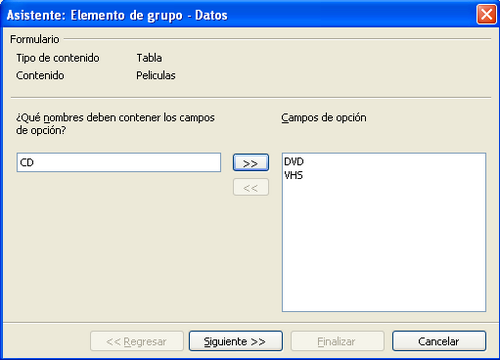 Asistente: Elemento de grupo - Datos
Formulario
Tipo de contenido Tabla
Contenido Peliculas
¿Qué nombres deben contener los campos de opción?
Campos de opción
CD
>>
<<
DVD
VHS
<< Regresar
Siguiente >>
Finalizar
Cancelar